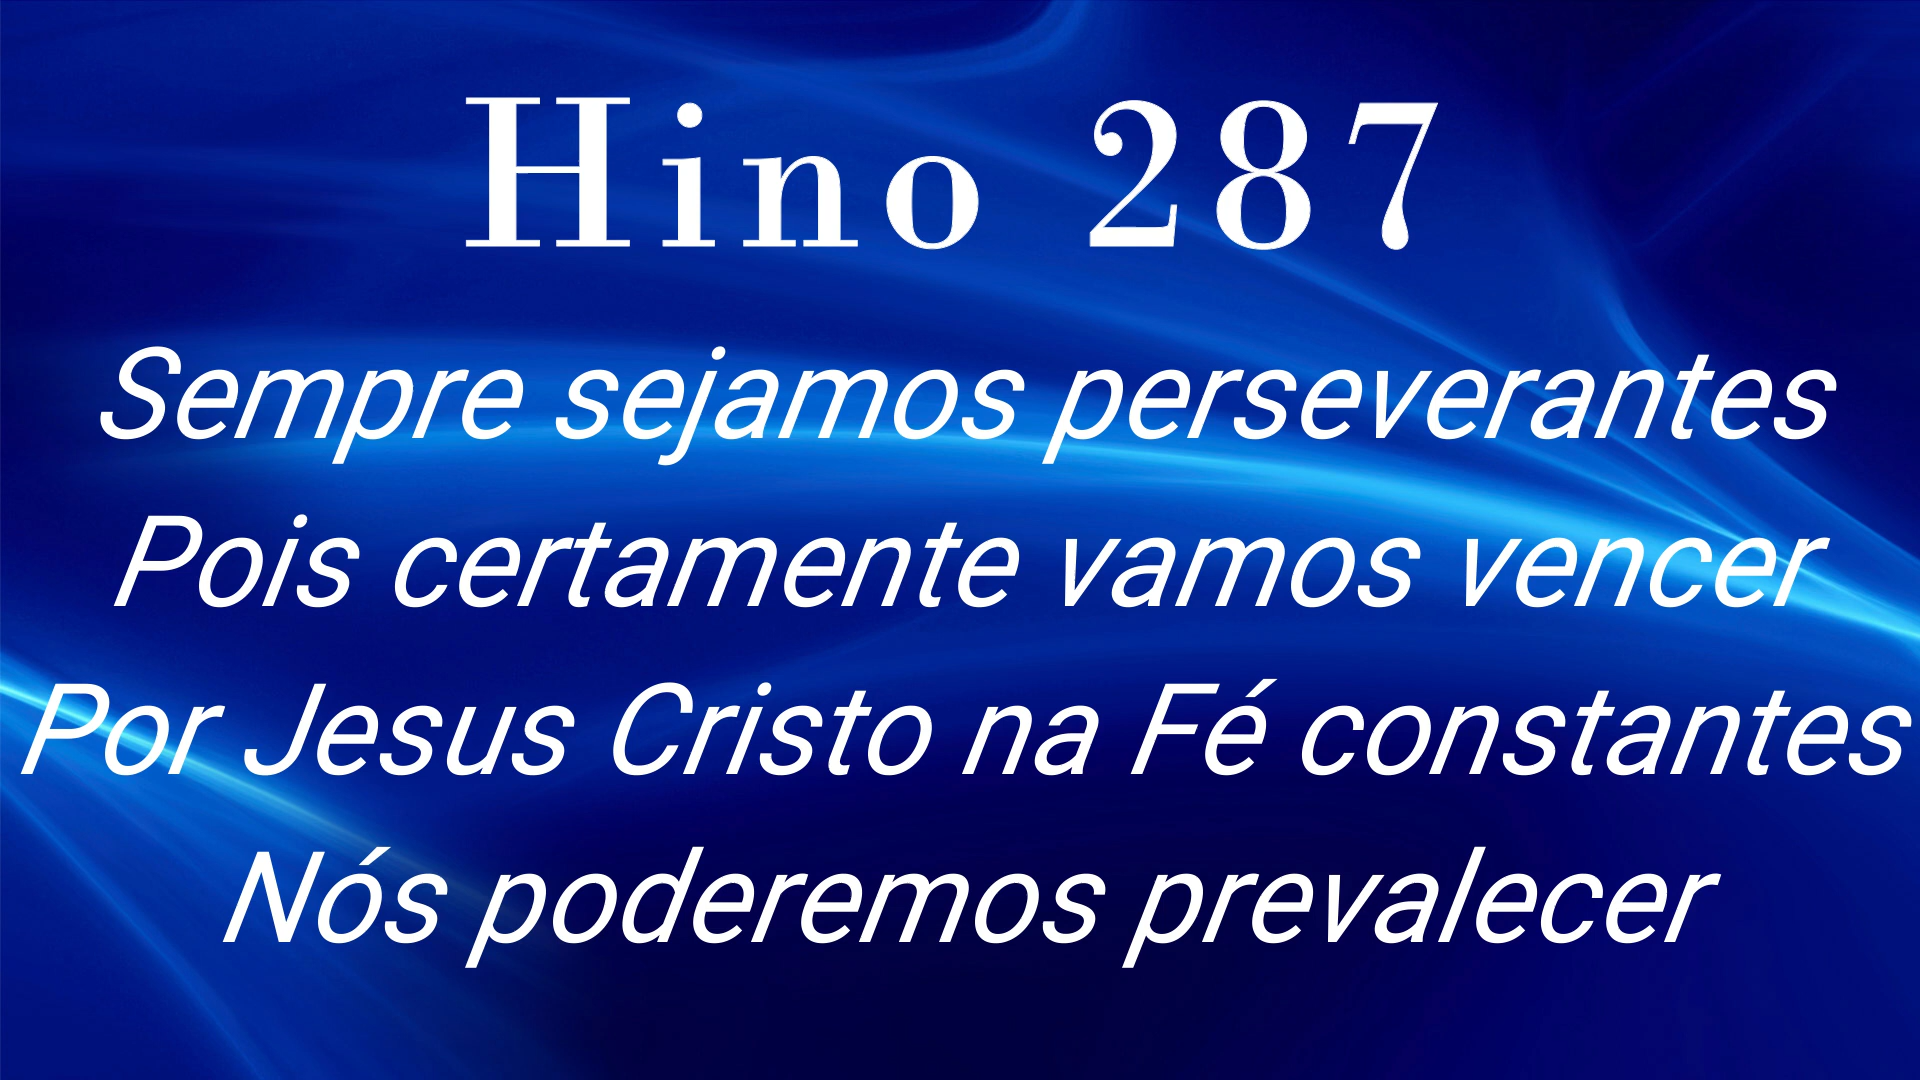 Hino 287
Sempre sejamos perseverantes
Pois certamente vamos vencer
Por Jesus Cristo na Fé constantes
Nós poderemos prevalecer